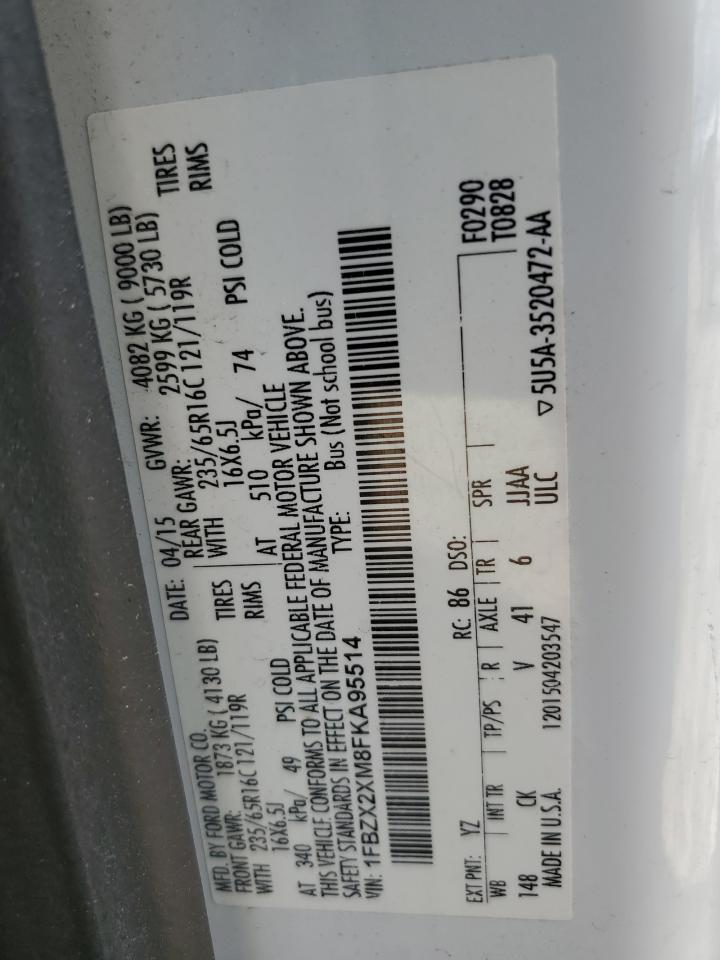 MFD. BY FORD MOTOR CO.
DATE: 04/15 GVWR: 4082 KG ( 9000 LB)
FRONT GAWR: 1873 KG ( 4130 LB)
REAR GAWR: 2599 KG ( 5730 LB)
WITH 235/65R16C 121/119R TIRES
WITH 235/65R16C 121/119R TIRES
16X6.5J RIMS
16X6.5J RIMS
AT 340 kPa/ 49 PSI COLD
AT 510 kPa/ 74 PSI COLD
THIS VEHICLE CONFORMS TO ALL APPLICABLE FEDERAL MOTOR VEHICLE
SAFETY STANDARDS IN EFFECT ON THE DATE OF MANUFACTURE SHOWN ABOVE.
VIN: 1FBZX2XM8FKA95514 TYPE: Bus (Not school bus)
EXT PNT: YZ RC: 86 DSO: F0290
WB INT TR TP/PS R AXLE TR SPR T0828
148 CK V 41 6 JJAA
MADE IN U.S.A. 1201504203547 ULC
▽5U5A-3520472-AA